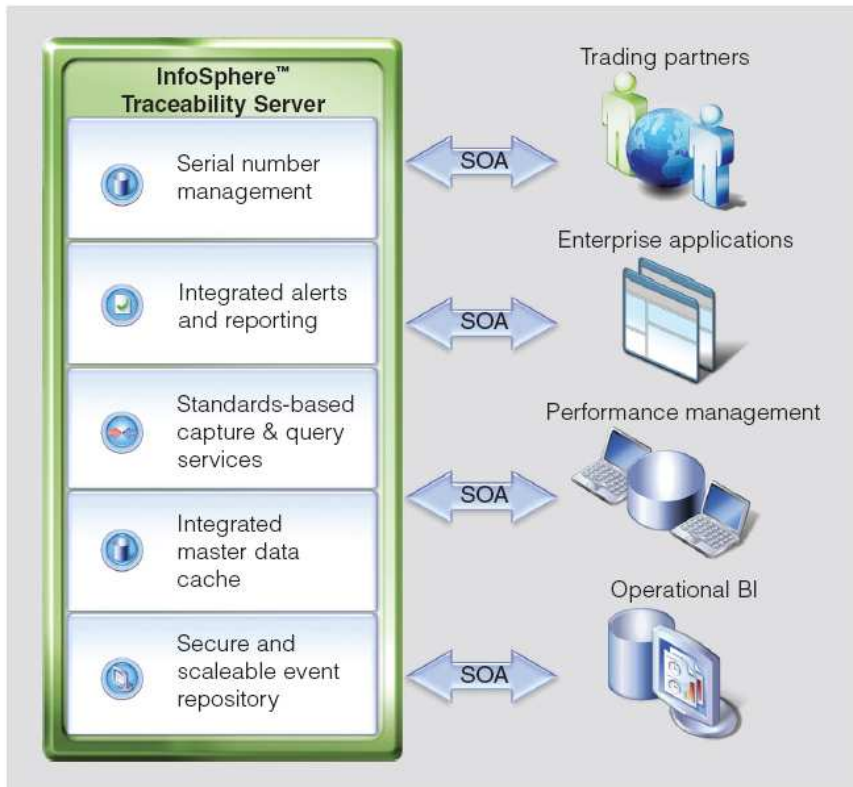 InfoSphere™
Traceability Server
Serial number
management
Integrated alerts
and reporting
Standards-based
capture & query
services
Integrated
master data
cache
Secure and
scaleable event
repository
SOA
SOA
SOA
SOA
Trading partners
Enterprise applications
Performance management
Operational BI